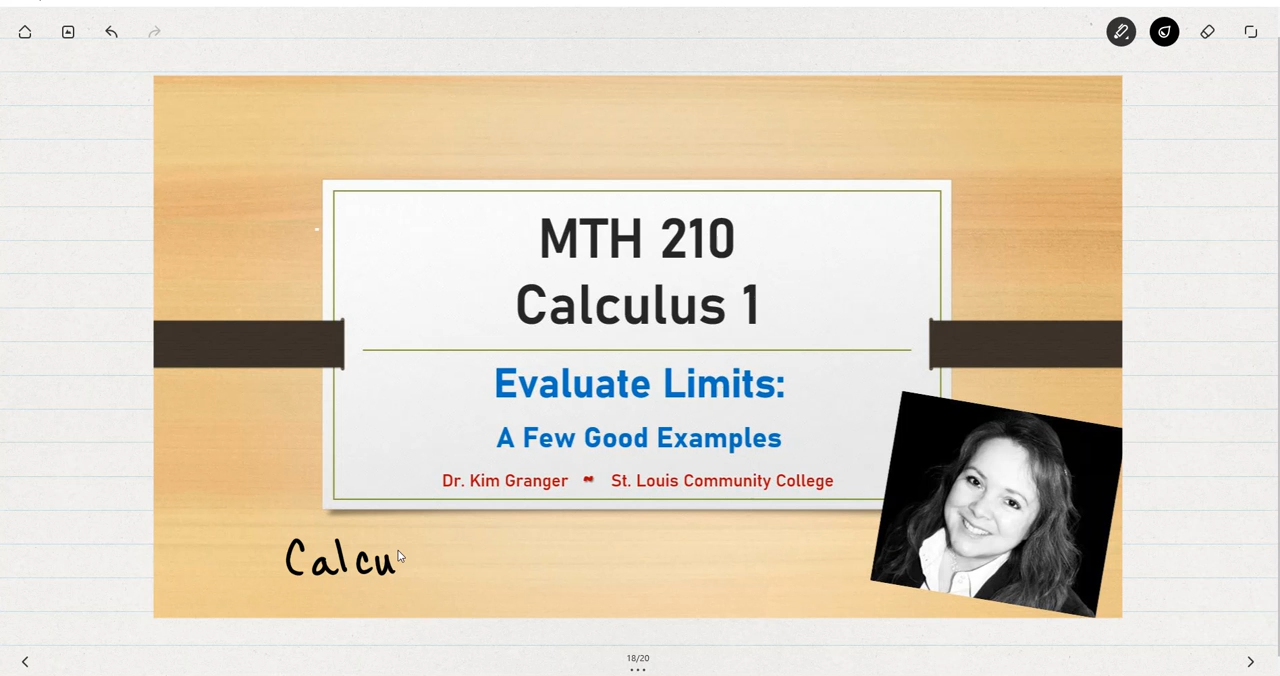 MTH 210
Calculus 1
Evaluate Limits:
A Few Good Examples
Dr. Kim Granger St. Louis Community College
Calcu
18/20